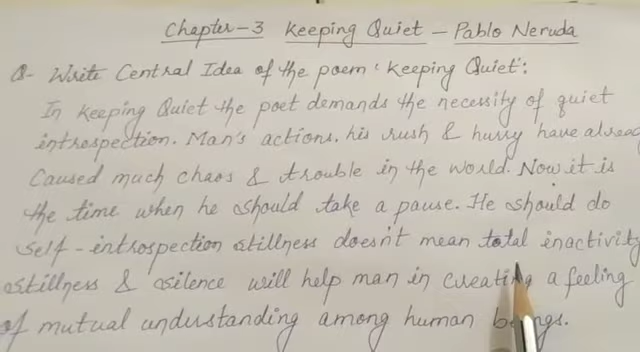 Chapter-3 Keeping Quiet - Pablo Neruda
Q- Write Central Idea of the poem 'Keeping Quiet':
In Keeping Quiet the poet demands the necessity of quiet
introspection. Man's actions, his rush & hurry have already
caused much chaos & trouble in the world. Now it is
the time when he should take a pause. He should do
self-introspection stillness doesn't mean total inactivity
stillness & silence will help man in creating a feeling
of mutual understanding among human beings.